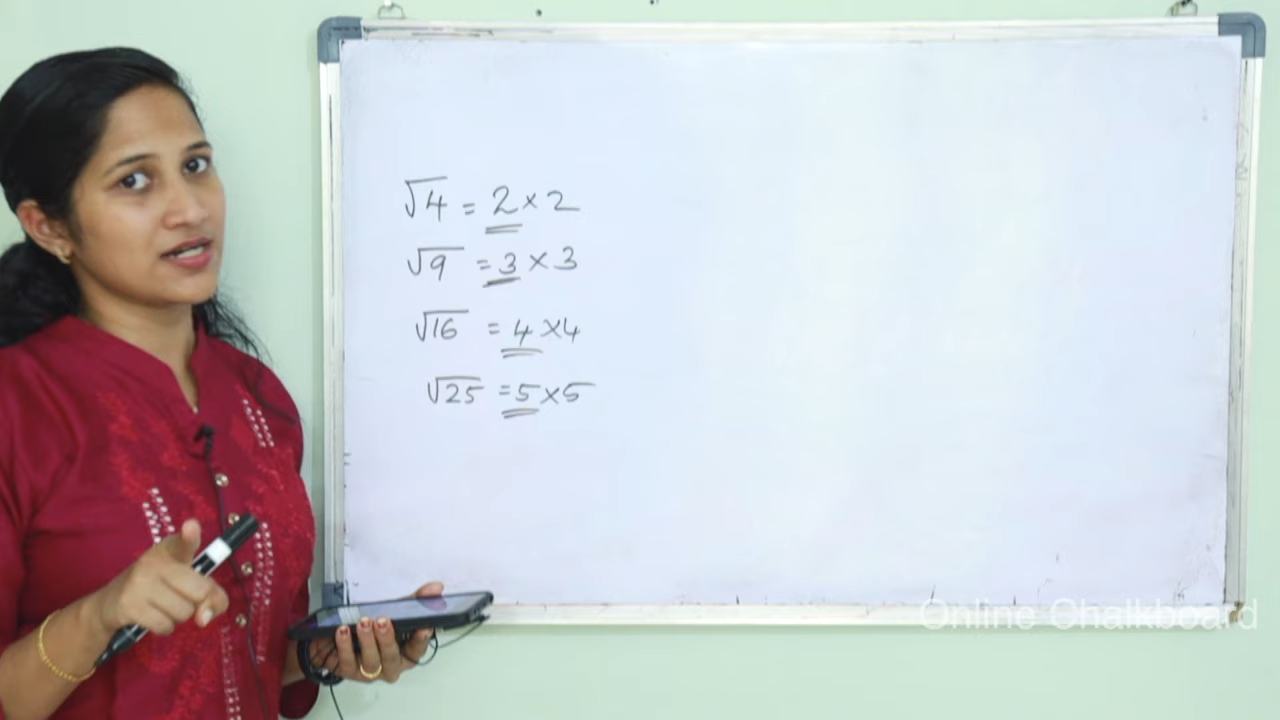 √4 = 2 × 2
√9 = 3 × 3
√16 = 4 × 4
√25 = 5 × 5
Online Chalkboard